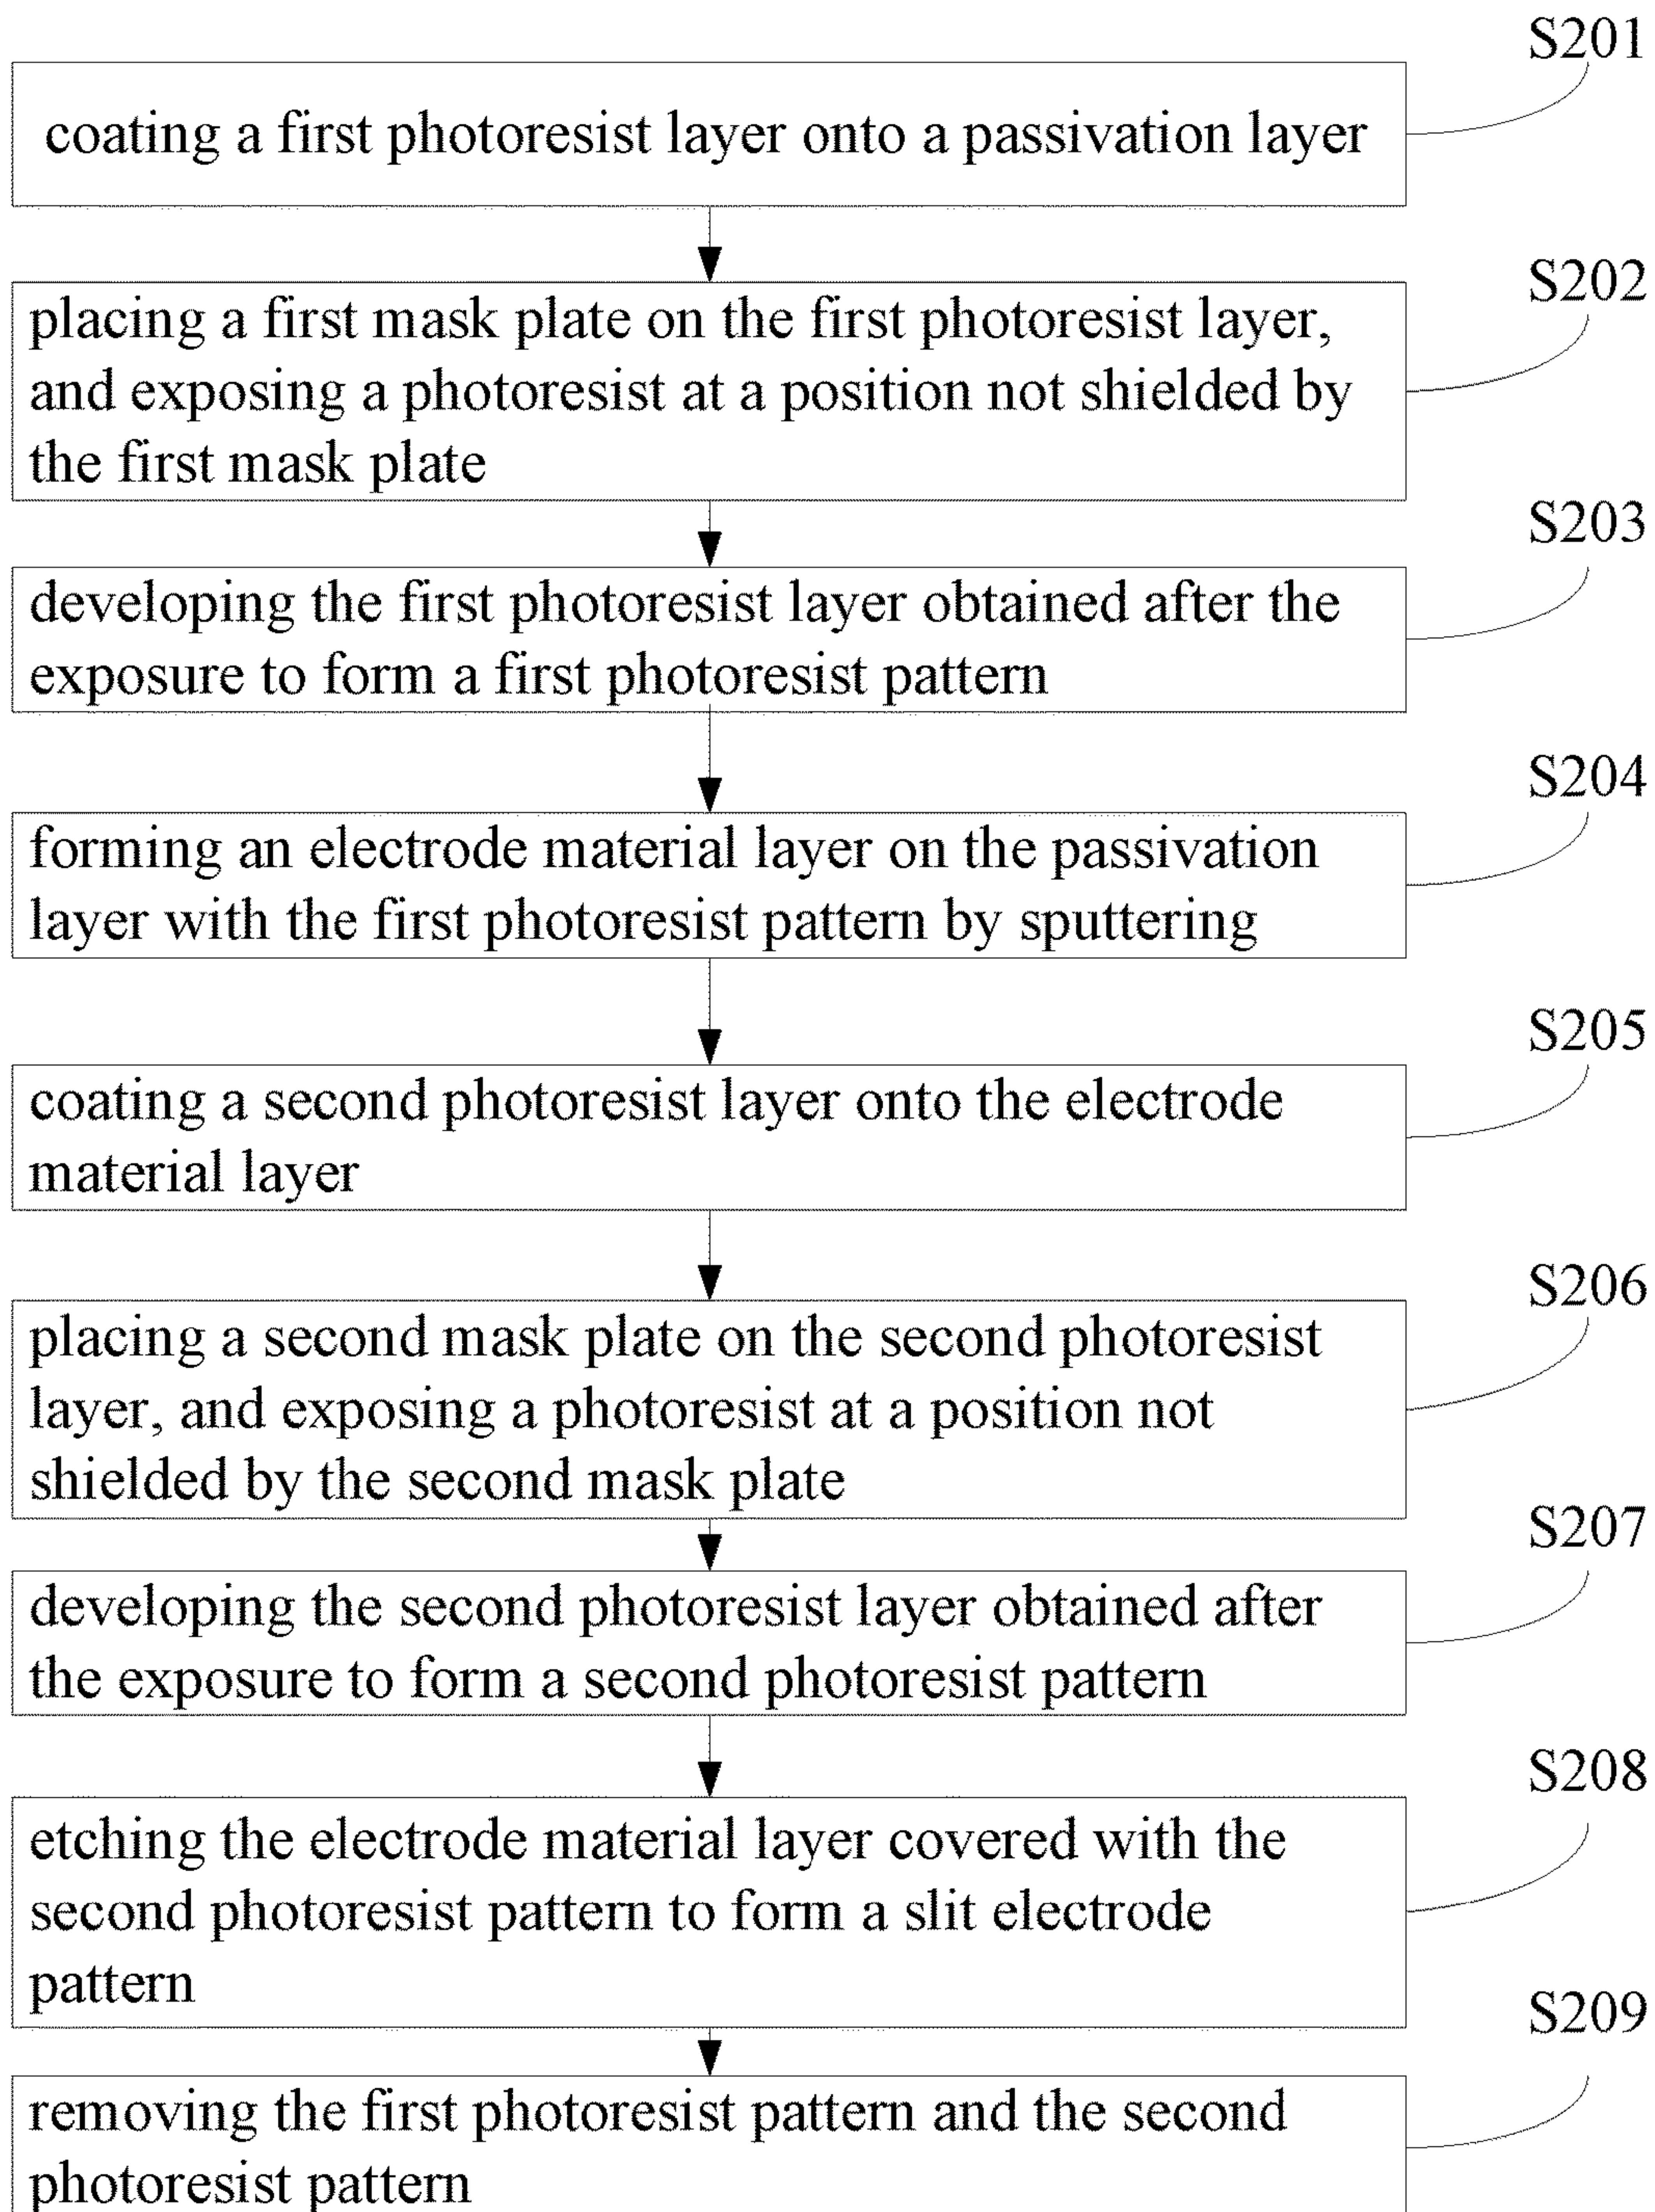 S201
coating a first photoresist layer onto a passivation layer
S202
placing a first mask plate on the first photoresist layer,
and exposing a photoresist at a position not shielded by
the first mask plate
S203
developing the first photoresist layer obtained after the
exposure to form a first photoresist pattern
S204
forming an electrode material layer on the passivation
layer with the first photoresist pattern by sputtering
S205
coating a second photoresist layer onto the electrode
material layer
S206
placing a second mask plate on the second photoresist
layer, and exposing a photoresist at a position not
shielded by the second mask plate
S207
developing the second photoresist layer obtained after
the exposure to form a second photoresist pattern
S208
etching the electrode material layer covered with the
second photoresist pattern to form a slit electrode
pattern
S209
removing the first photoresist pattern and the second
photoresist pattern